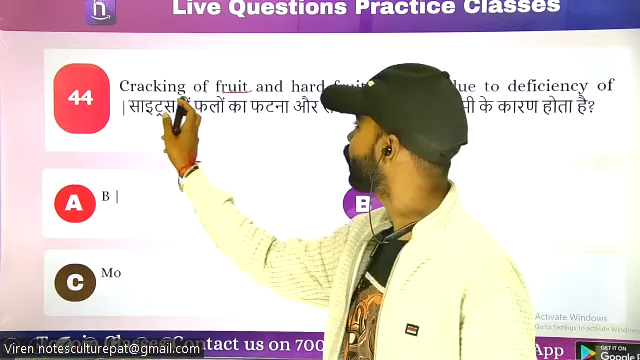 Live Questions Practice Classes
44
Cracking of fruit and hard fruit due to deficiency of
साइट्रस में फलों का फटना और के कारण होता है?
A
B |
B
C
Mo
Activate Windows
Go to Settings to activate Windows
Contact us on 700
App
GET IT ON
Google
Viren.notesculturepat@gmail.com